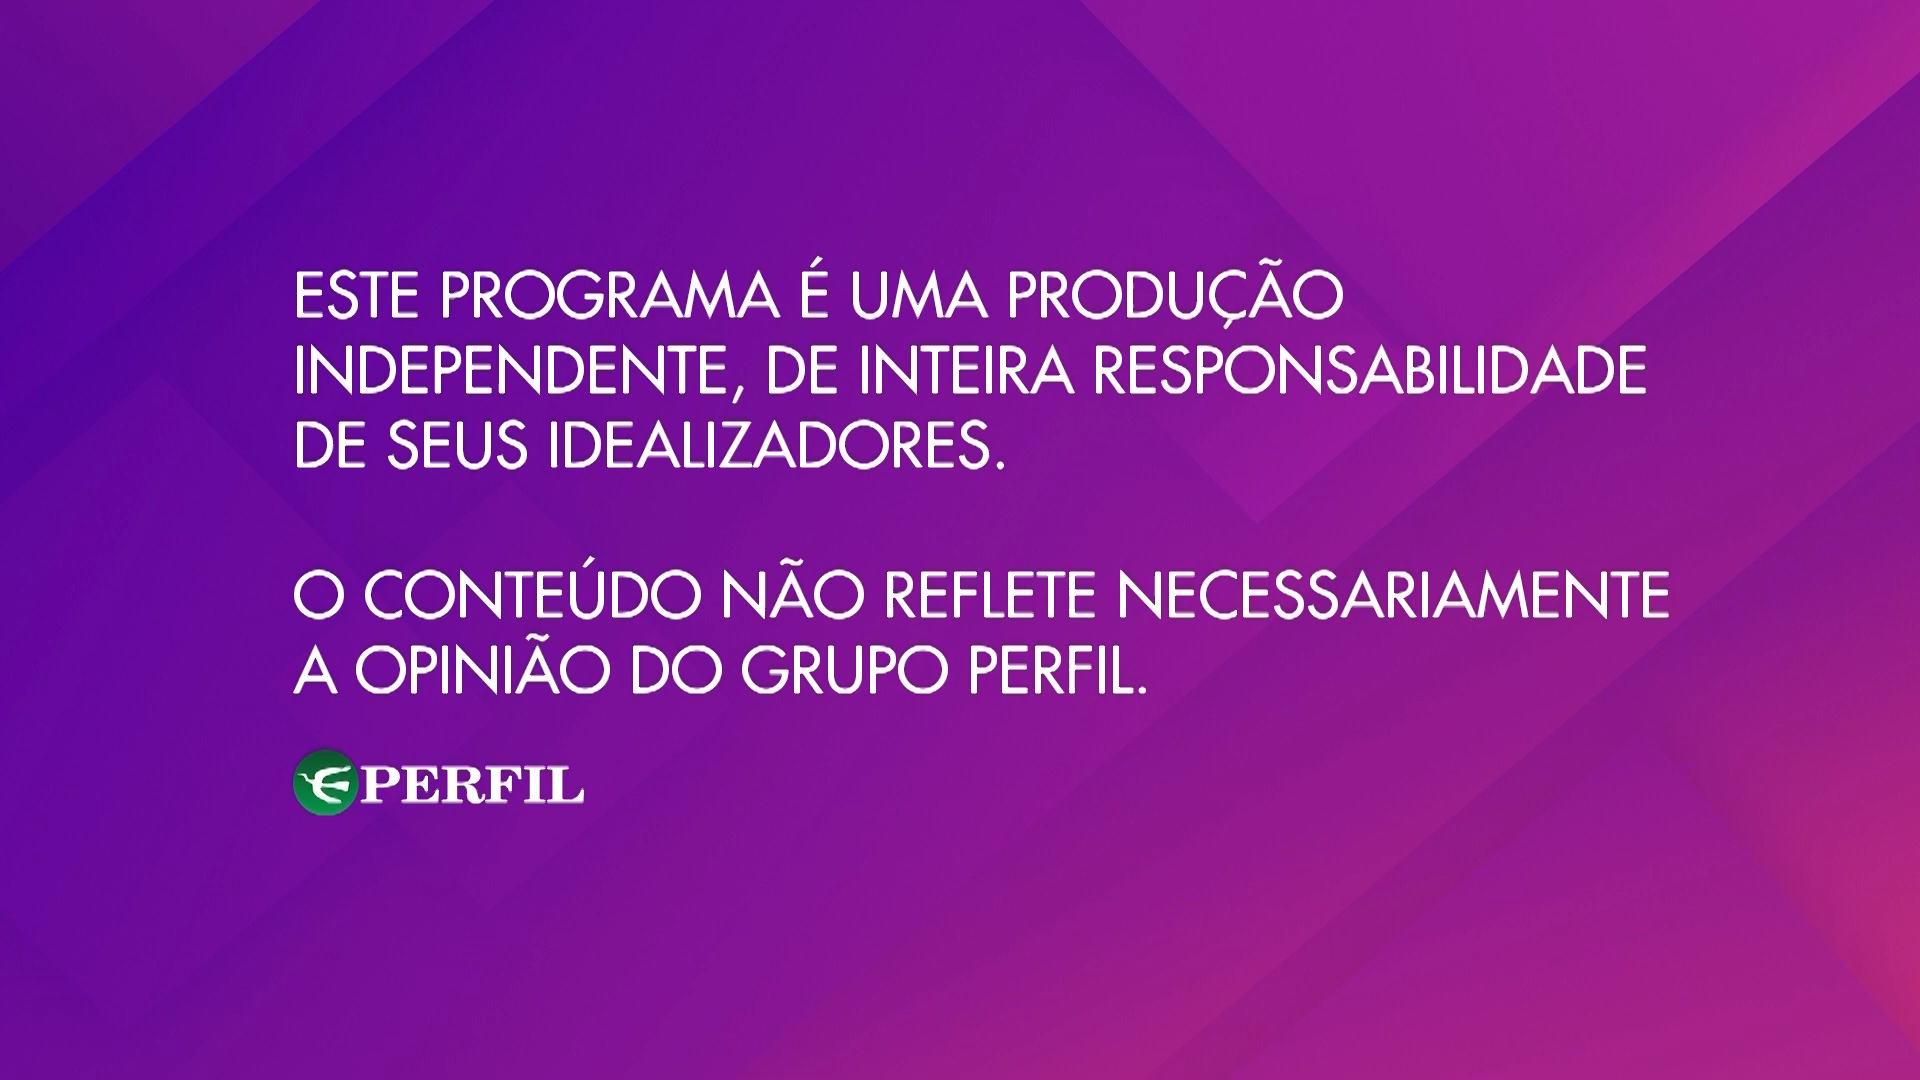 ESTE PROGRAMA É UMA PRODUÇÃO
INDEPENDENTE, DE INTEIRA RESPONSABILIDADE
DE SEUS IDEALIZADORES.
O CONTEÚDO NÃO REFLETE NECESSARIAMENTE
A OPINIÃO DO GRUPO PERFIL.
PERFIL